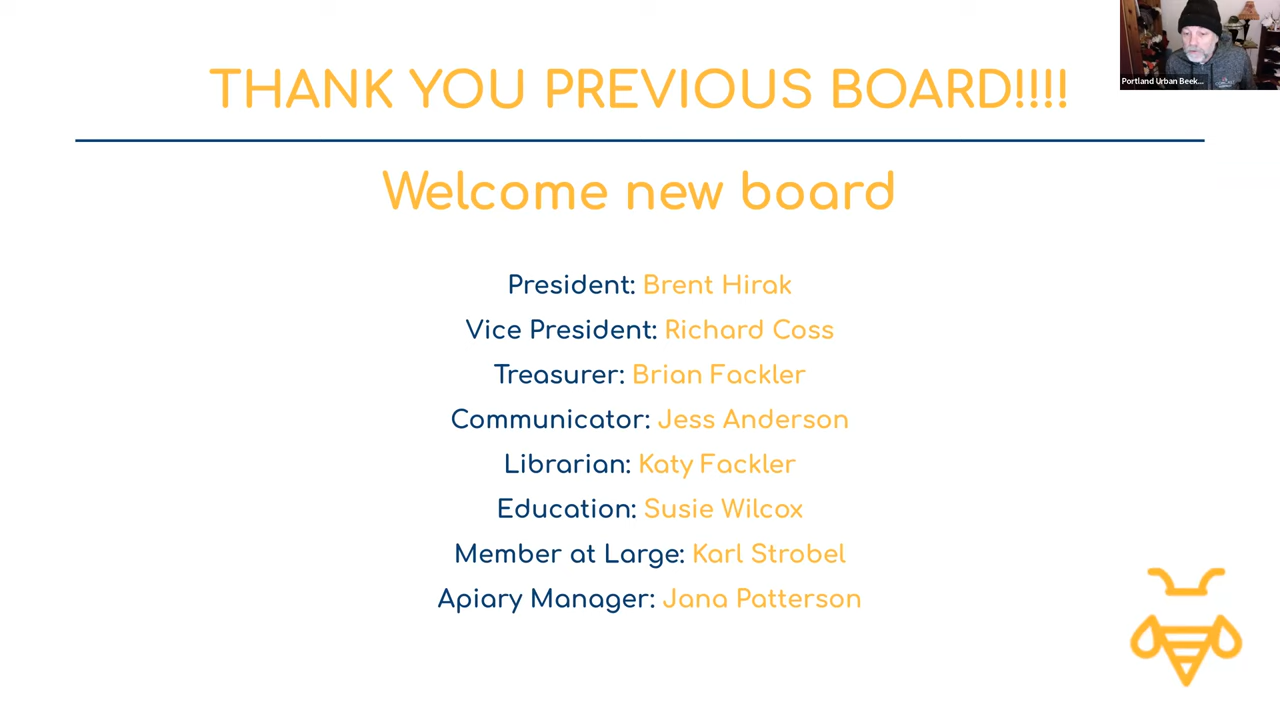 THANK YOU PREVIOUS BOARD!!!!
Portland Urban Beek...
Welcome new board
President: Brent Hirak
Vice President: Richard Coss
Treasurer: Brian Fackler
Communicator: Jess Anderson
Librarian: Katy Fackler
Education: Susie Wilcox
Member at Large: Karl Strobel
Apiary Manager: Jana Patterson